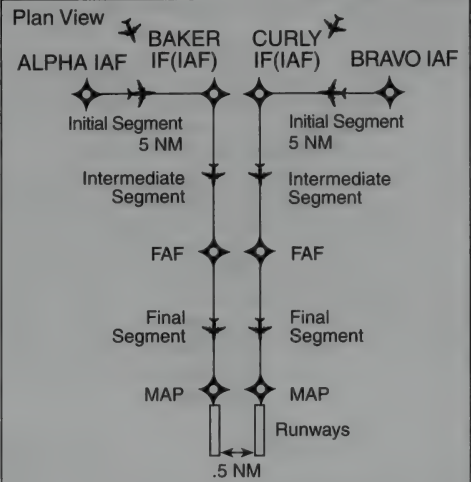 Plan View
BAKER
IF(IAF)
CURLY
IF(IAF)
ALPHA IAF
BRAVO IAF
Initial Segment
5 NM
Initial Segment
5 NM
Intermediate
Segment
Intermediate
Segment
FAF
FAF
Final
Segment
Final
Segment
MAP
MAP
Runways
.5 NM